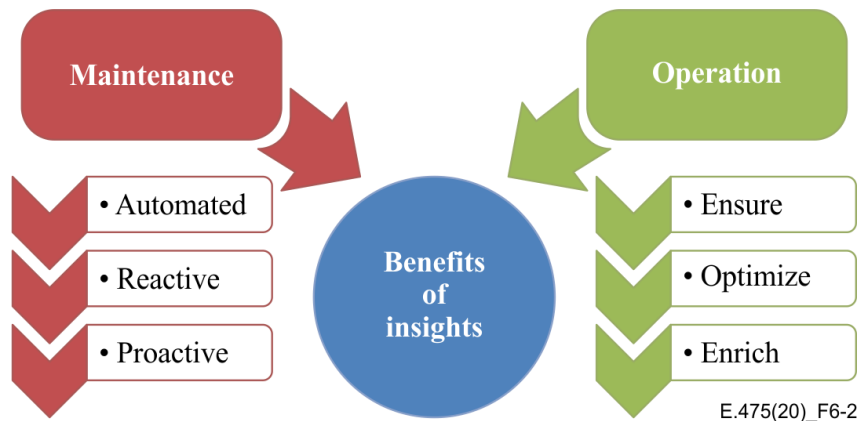 Maintenance
Operation
• Automated
• Reactive
• Proactive
Benefits
of
insights
• Ensure
• Optimize
• Enrich
E.475(20)_F6-2